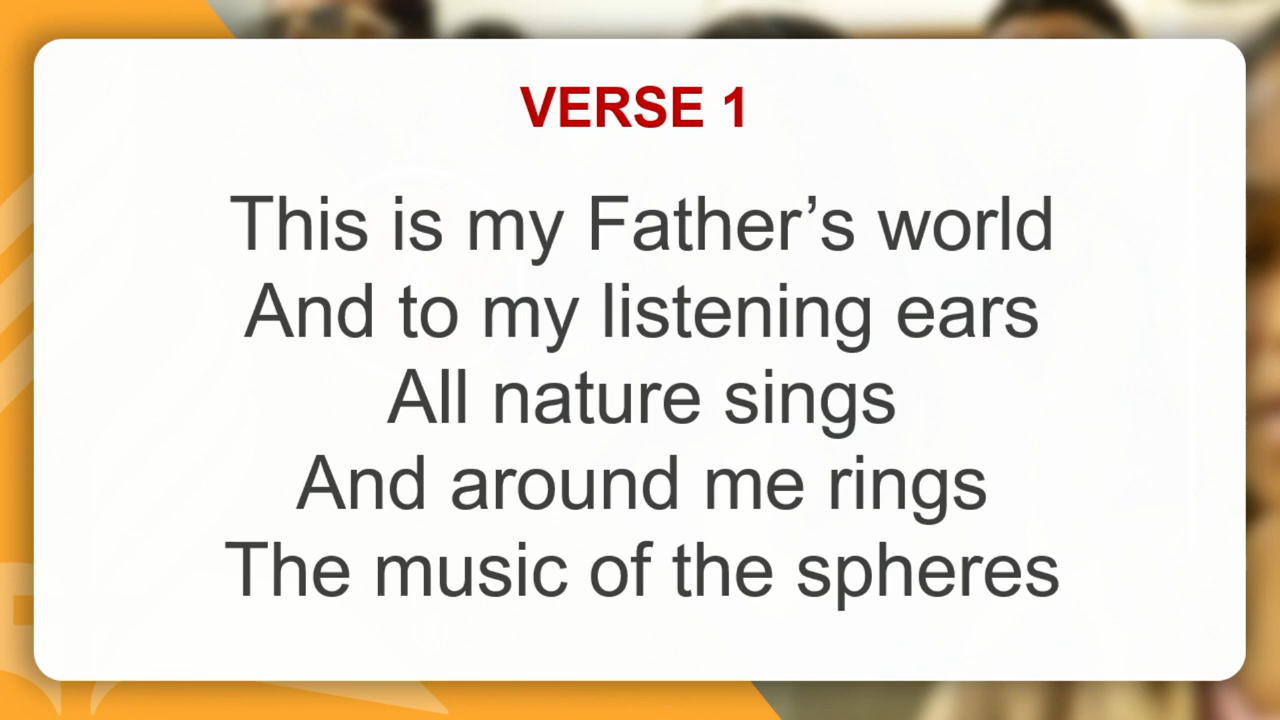 VERSE 1
This is my Father’s world
And to my listening ears
All nature sings
And around me rings
The music of the spheres